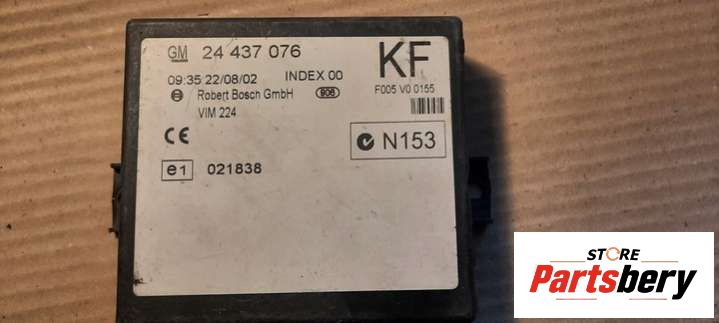 GM 24 437 076
KF
09:35 22/08/02 INDEX 00
F005 V0 0155
Robert Bosch GmbH 908
VIM 224
CE
N153
e1 021838
STORE
Partsbery